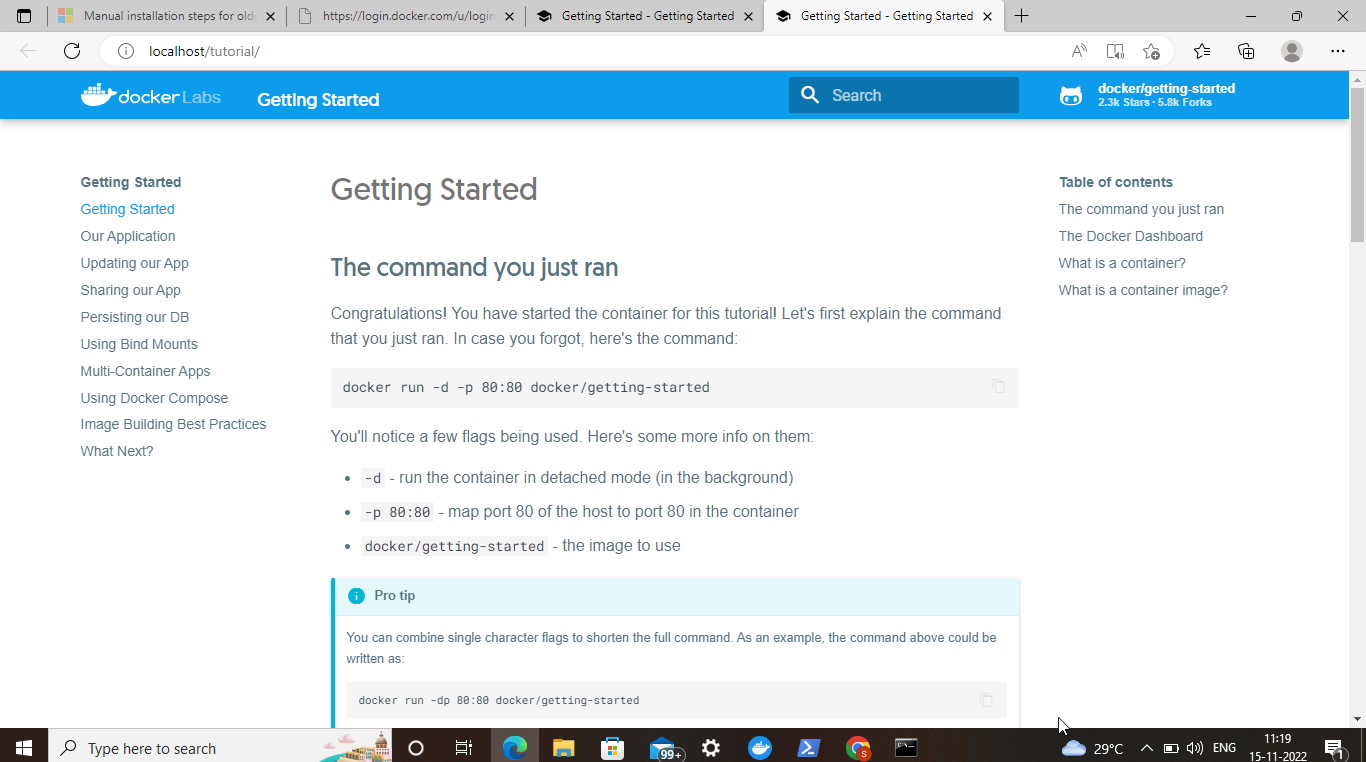 Manual installation steps for olde
https://login.docker.com/u/login
Getting Started - Getting Started
Getting Started - Getting Started
localhost/tutorial/
docker Labs
Getting Started
Search
docker/getting-started
2.3k Stars · 5.8k Forks
Getting Started
Getting Started
Our Application
Updating our App
Sharing our App
Persisting our DB
Using Bind Mounts
Multi-Container Apps
Using Docker Compose
Image Building Best Practices
What Next?
Getting Started
The command you just ran
Congratulations! You have started the container for this tutorial! Let's first explain the command
that you just ran. In case you forgot, here's the command:
docker run -d -p 80:80 docker/getting-started
You'll notice a few flags being used. Here's some more info on them:
-d - run the container in detached mode (in the background)
-p 80:80 - map port 80 of the host to port 80 in the container
docker/getting-started - the image to use
Pro tip
You can combine single character flags to shorten the full command. As an example, the command above could be
written as:
docker run -dp 80:80 docker/getting-started
Table of contents
The command you just ran
The Docker Dashboard
What is a container?
What is a container image?
Type here to search
99+
S
29°C
ENG
11:19
15-11-2022
1